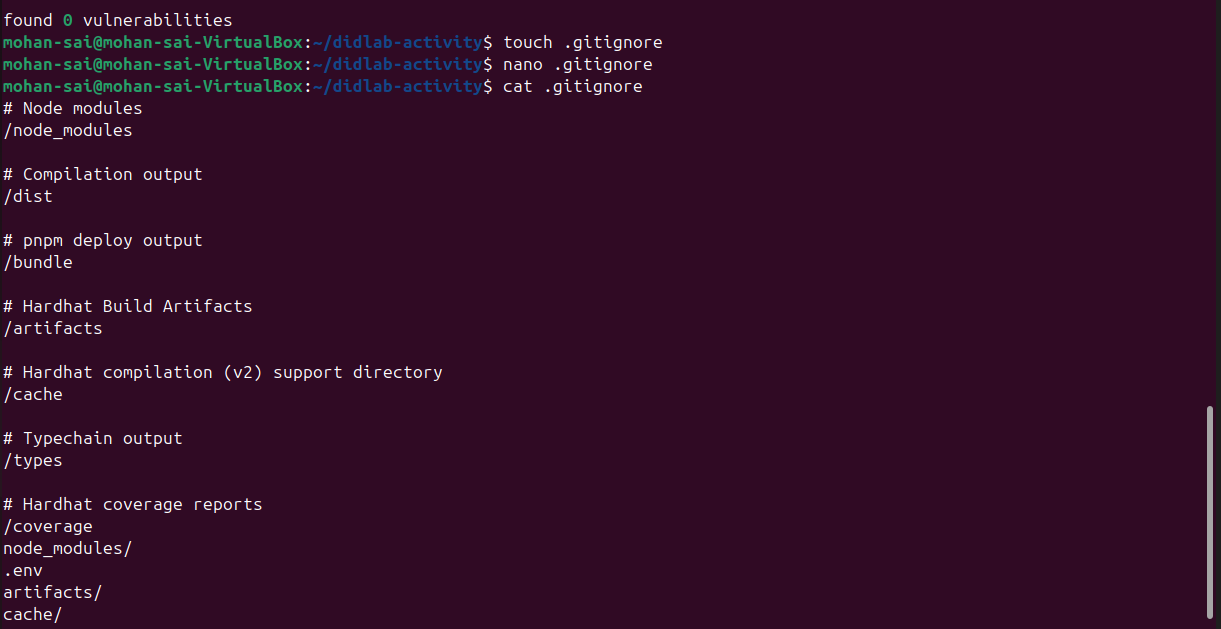 found 0 vulnerabilities
mohan-sai@mohan-sai-VirtualBox:~/didlab-activity$ touch .gitignore
mohan-sai@mohan-sai-VirtualBox:~/didlab-activity$ nano .gitignore
mohan-sai@mohan-sai-VirtualBox:~/didlab-activity$ cat .gitignore
# Node modules
/node_modules

# Compilation output
/dist

# pnpm deploy output
/bundle

# Hardhat Build Artifacts
/artifacts

# Hardhat compilation (v2) support directory
/cache

# Typechain output
/types

# Hardhat coverage reports
/coverage
node_modules/
.env
artifacts/
cache/